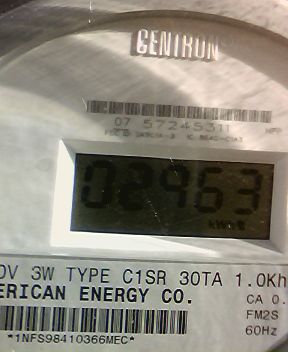 CENTRON
07 57245311
02963
kWh
0V 3W TYPE C1SR 30TA 1.0Kh
ERICAN ENERGY CO.
CA 0.
FM2S
60Hz
*1NFS98410366MEC*